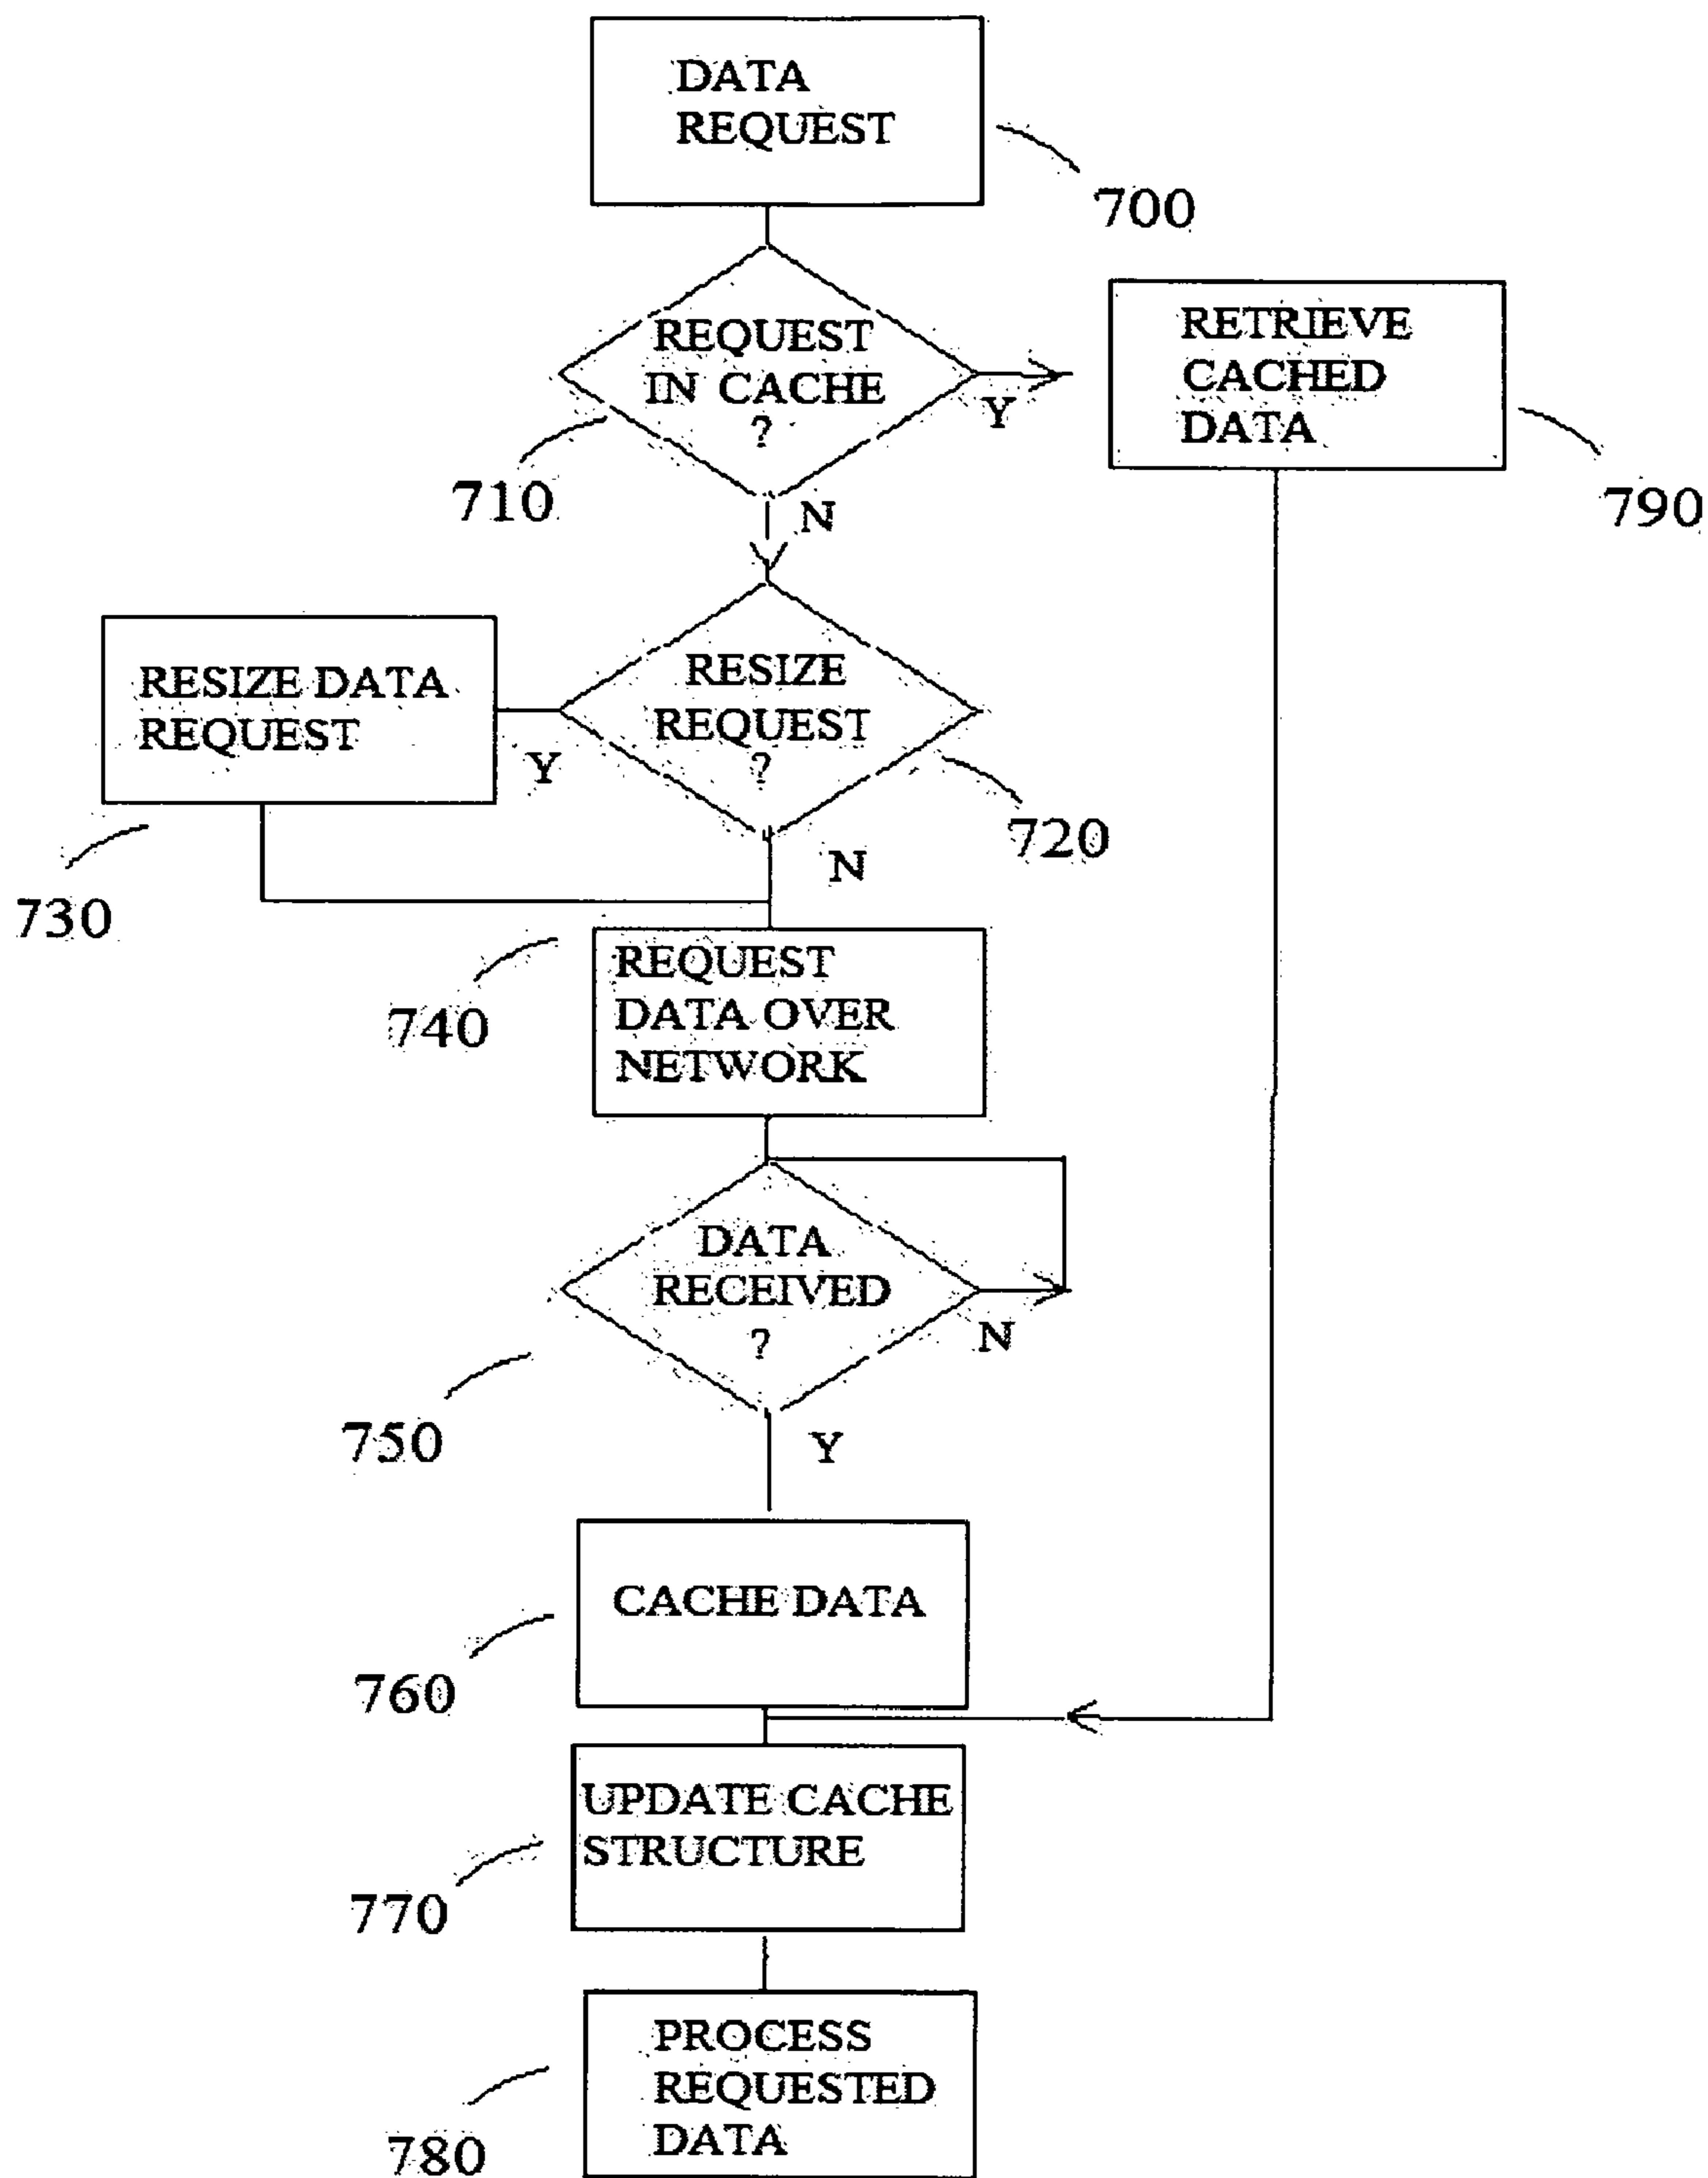 DATA
REQUEST
700
REQUEST
IN CACHE
?
Y
710
N
RETRIEVE
CACHED
DATA
790
RESIZE DATA
REQUEST
730
RESIZE
REQUEST
?
Y
720
N
REQUEST
DATA OVER
NETWORK
740
DATA
RECEIVED
?
N
750
Y
CACHE DATA
760
UPDATE CACHE
STRUCTURE
770
PROCESS
REQUESTED
DATA
780